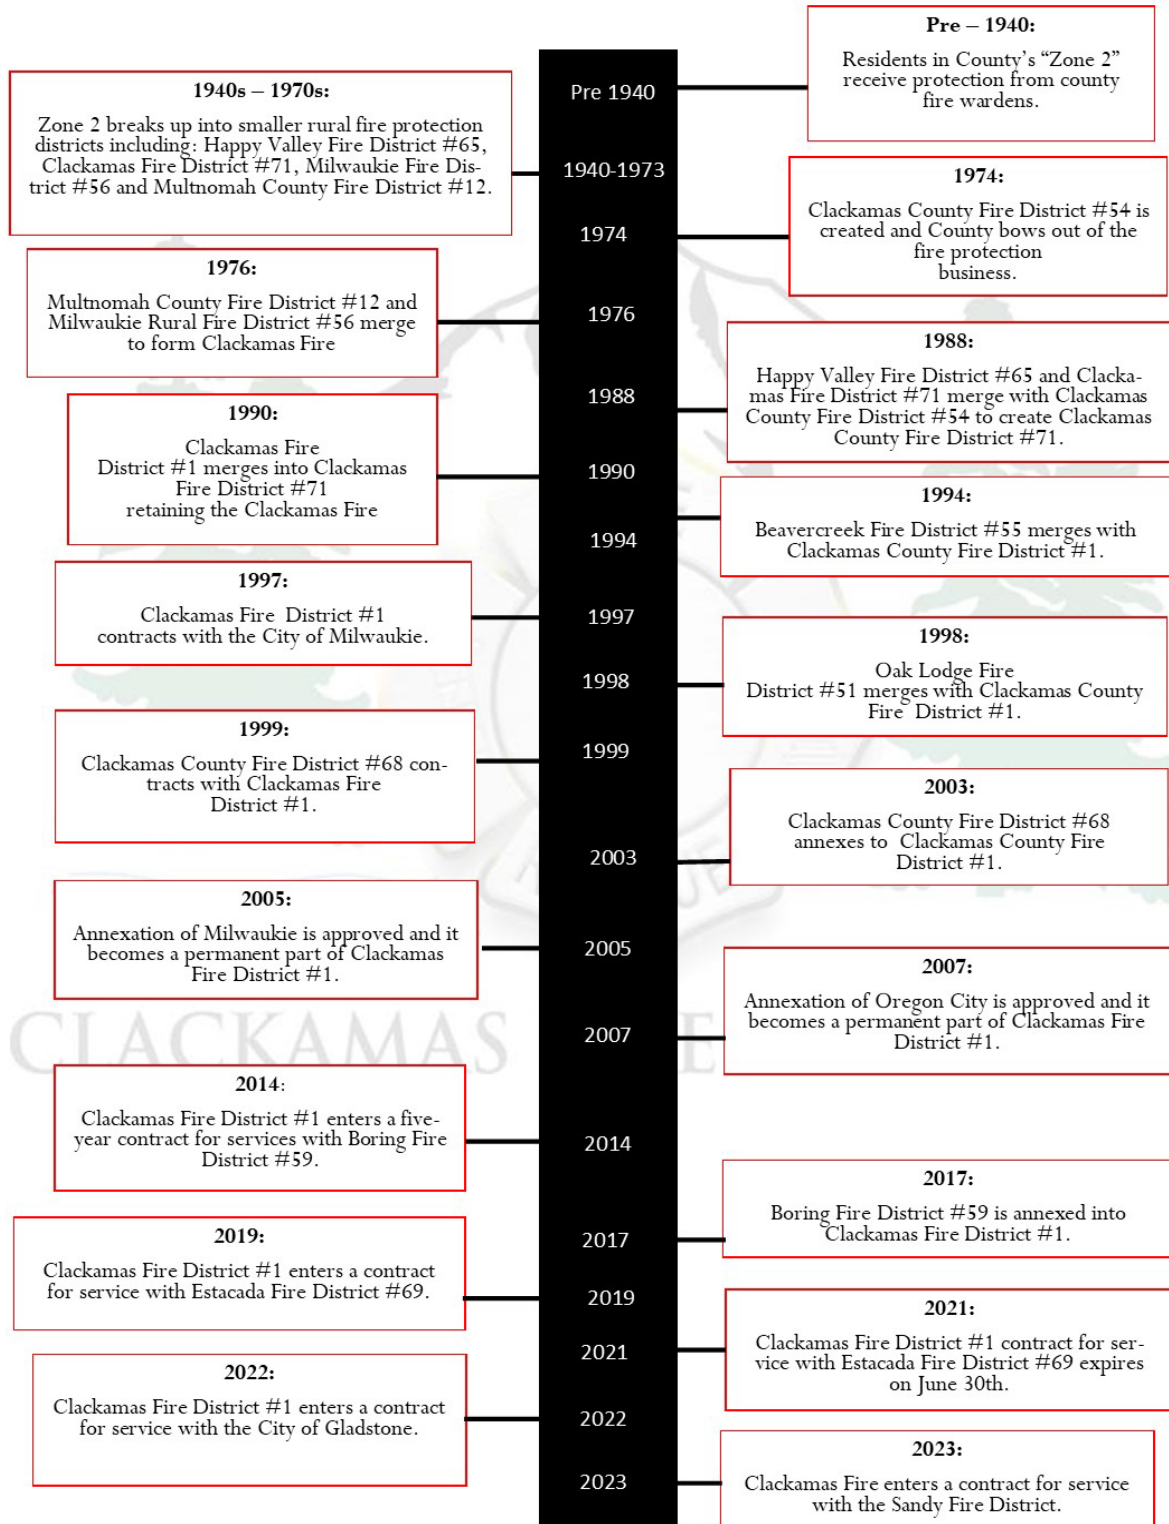 Pre – 1940:
Residents in County's “Zone 2”
receive protection from county
fire wardens.
Pre 1940
1940s – 1970s:
Zone 2 breaks up into smaller rural fire protection
districts including: Happy Valley Fire District #65,
Clackamas Fire District #71, Milwaukie Fire Dis-
trict #56 and Multnomah County Fire District #12.
1940-1973
1974:
Clackamas County Fire District #54 is
created and County bows out of the
fire protection
business.
1974
1976:
Multnomah County Fire District #12 and
Milwaukie Rural Fire District #56 merge
to form Clackamas Fire
1976
1988:
Happy Valley Fire District #65 and Clacka-
mas Fire District #71 merge with Clackamas
County Fire District #54 to create Clackamas
County Fire District #71.
1988
1990:
Clackamas Fire
District #1 merges into Clackamas
Fire District #71
retaining the Clackamas Fire
1990
1994:
Beavercreek Fire District #55 merges with
Clackamas County Fire District #1.
1994
1997:
Clackamas Fire  District #1
contracts with the City of Milwaukie.
1997
1998:
Oak Lodge Fire
District #51 merges with Clackamas County
Fire  District #1.
1998
1999:
Clackamas County Fire District #68 con-
tracts with Clackamas Fire
District #1.
1999
2003:
Clackamas County Fire District #68
annexes to  Clackamas County Fire
District #1.
2003
2005:
Annexation of Milwaukie is approved and it
becomes a permanent part of Clackamas
Fire District #1.
2005
2007:
Annexation of Oregon City is approved and it
becomes a permanent part of Clackamas Fire
District #1.
2007
CLACKAMAS
2014:
Clackamas Fire District #1 enters a five-
year contract for services with Boring Fire
District #59.
2014
2017:
Boring Fire District #59 is annexed into
Clackamas Fire District #1.
2017
2019:
Clackamas Fire District #1 enters a contract
for service with Estacada Fire District #69.
2019
2021:
Clackamas Fire District #1 contract for ser-
vice with Estacada Fire District #69 expires
on June 30th.
2021
2022:
Clackamas Fire District #1 enters a contract
for service with the City of Gladstone.
2022
2023:
Clackamas Fire enters a contract for service
with the Sandy Fire District.
2023